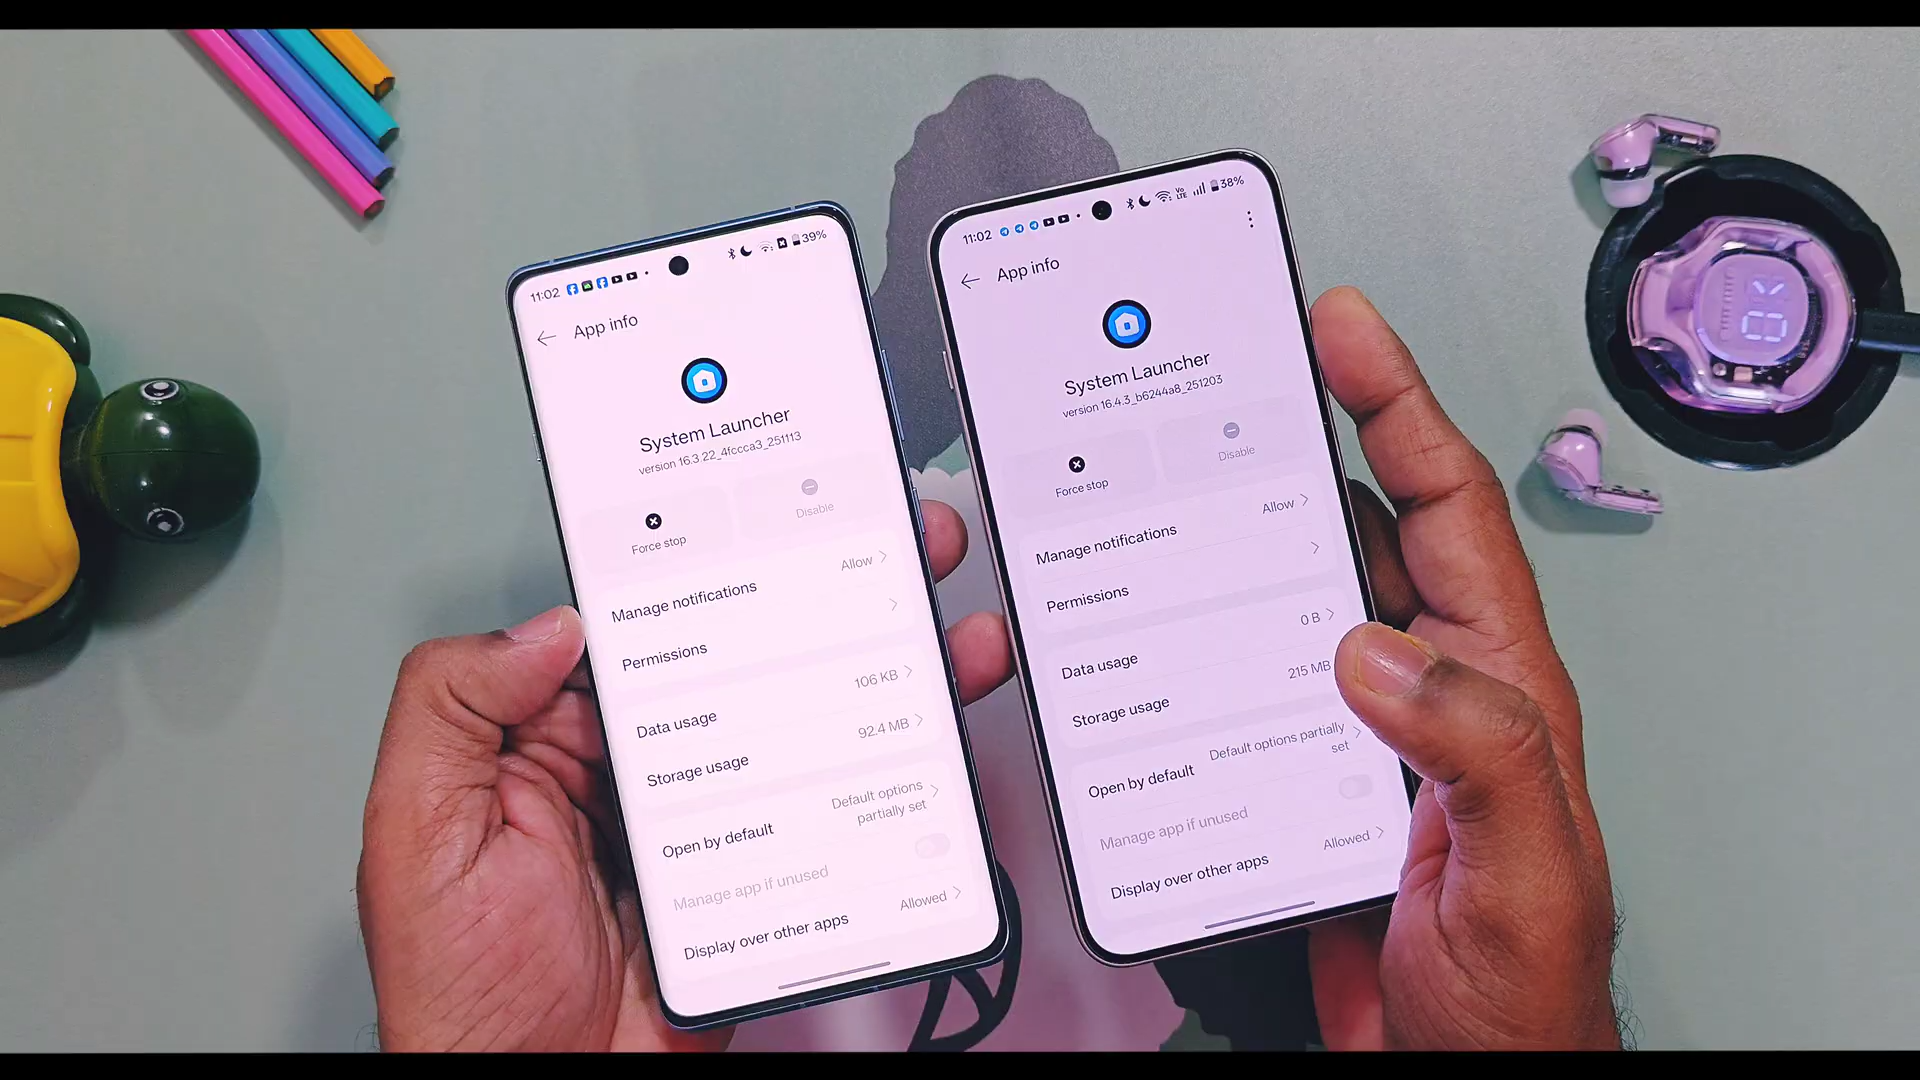 11:02
39%
App info
System Launcher
version 16.3.22_4fccca3_251113
Force stop
Disable
Manage notifications
Allow
Permissions
Data usage
106 KB
Storage usage
92.4 MB
Open by default
Default options
partially set
Manage app if unused
Display over other apps
Allowed
11:02
Vo
LTE
38%
App info
System Launcher
version 16.4.3_b6244a8_251203
Force stop
Disable
Manage notifications
Allow
Permissions
Data usage
0 B
Storage usage
215 MB
Open by default
Default options partially
set
Manage app if unused
Display over other apps
Allowed